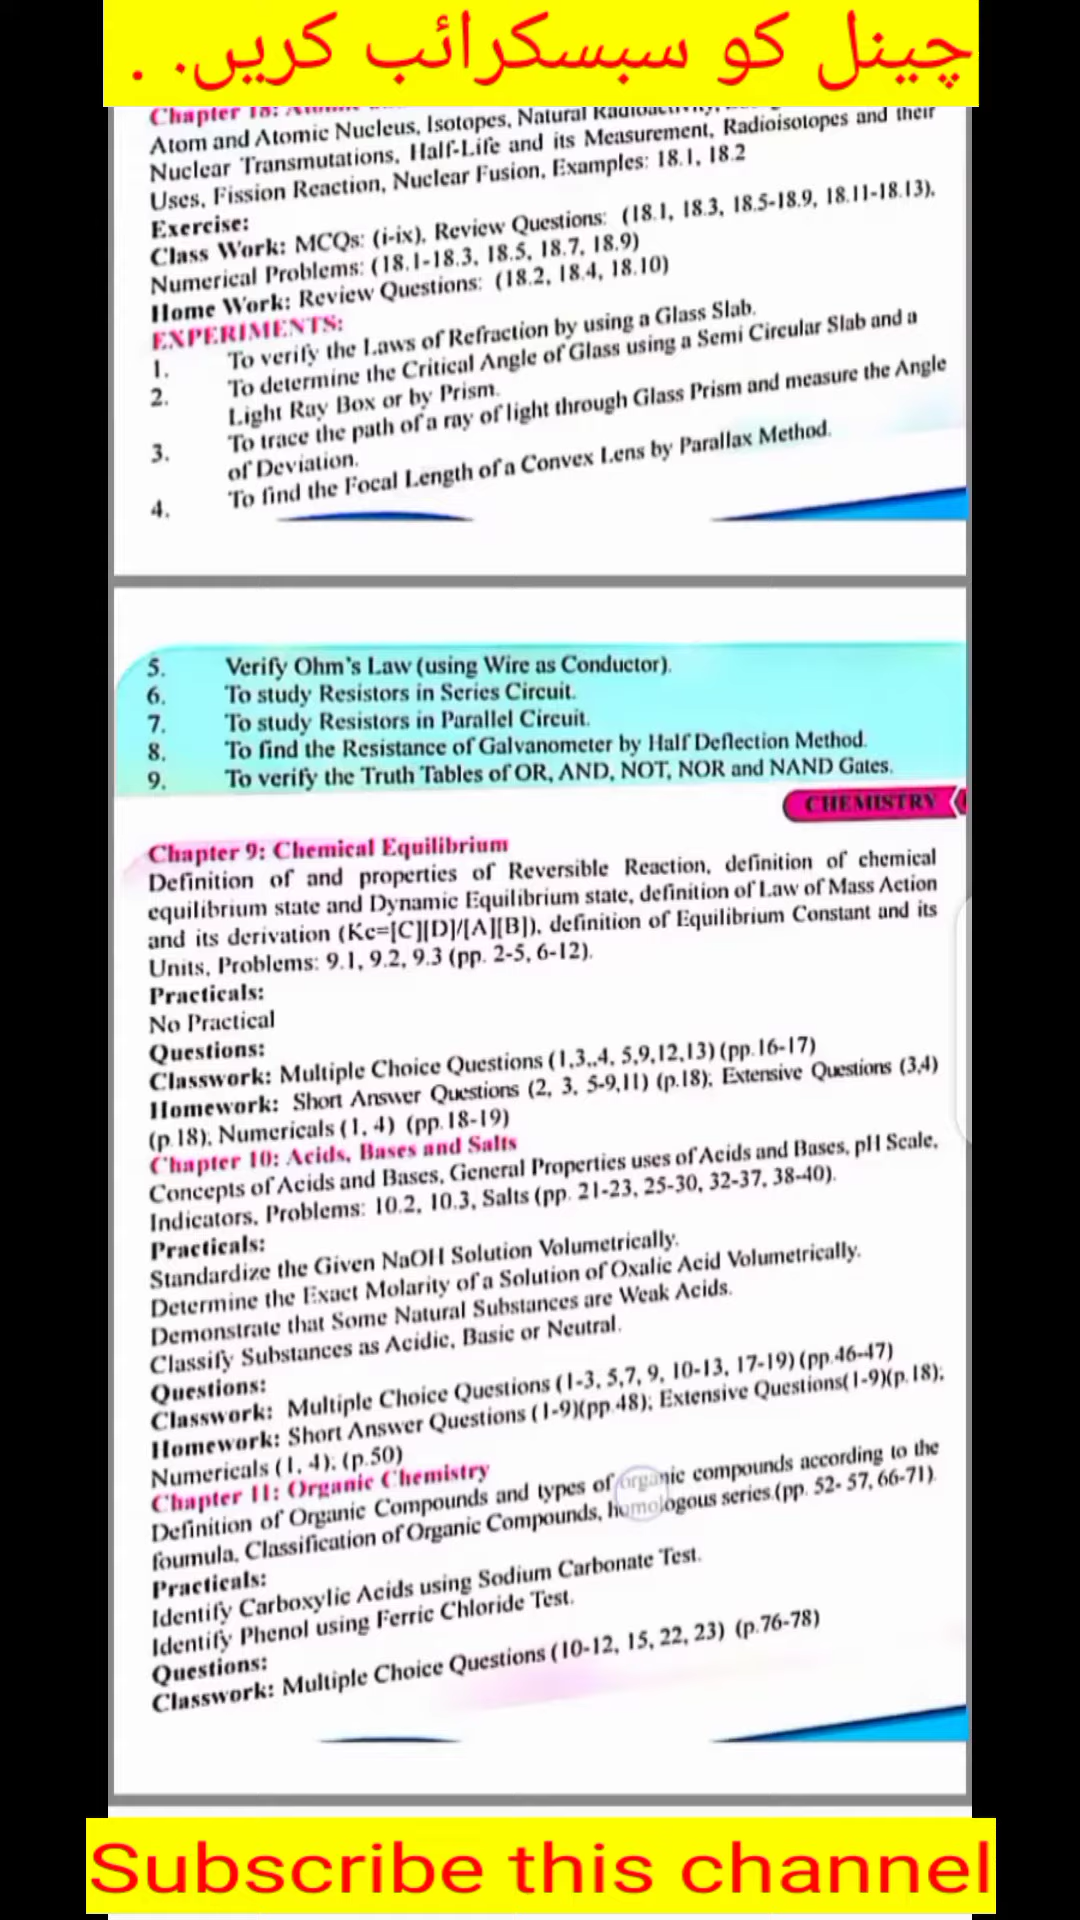 چینل کو سبسکرائب کریں. .
Chapter 18: Atomic
Atom and Atomic Nucleus, Isotopes, Natural Radioactivity,
Nuclear Transmutations, Half-Life and its Measurement, Radioisotopes and their
Uses, Fission Reaction, Nuclear Fusion, Examples: 18.1, 18.2
Exercise:
Class Work: MCQs: (i-ix), Review Questions: (18.1, 18.3, 18.5-18.9, 18.11-18.13),
Numerical Problems: (18.1-18.3, 18.5, 18.7, 18.9)
Home Work: Review Questions: (18.2, 18.4, 18.10)
EXPERIMENTS:
1. To verify the Laws of Refraction by using a Glass Slab.
2. To determine the Critical Angle of Glass using a Semi Circular Slab and a
Light Ray Box or by Prism.
3. To trace the path of a ray of light through Glass Prism and measure the Angle
of Deviation.
4. To find the Focal Length of a Convex Lens by Parallax Method.
5. Verify Ohm's Law (using Wire as Conductor).
6. To study Resistors in Series Circuit.
7. To study Resistors in Parallel Circuit.
8. To find the Resistance of Galvanometer by Half Deflection Method.
9. To verify the Truth Tables of OR, AND, NOT, NOR and NAND Gates.
CHEMISTRY
Chapter 9: Chemical Equilibrium
Definition of and properties of Reversible Reaction, definition of chemical
equilibrium state and Dynamic Equilibrium state, definition of Law of Mass Action
and its derivation (Kc=[C][D]/[A][B]), definition of Equilibrium Constant and its
Units, Problems: 9.1, 9.2, 9.3 (pp. 2-5, 6-12).
Practicals:
No Practical
Questions:
Classwork: Multiple Choice Questions (1,3,,4, 5,9,12,13) (pp.16-17)
Homework: Short Answer Questions (2, 3, 5-9,11) (p.18); Extensive Questions (3,4)
(p.18); Numericals (1, 4) (pp.18-19)
Chapter 10: Acids, Bases and Salts
Concepts of Acids and Bases, General Properties uses of Acids and Bases, pH Scale,
Indicators, Problems: 10.2, 10.3, Salts (pp. 21-23, 25-30, 32-37, 38-40).
Practicals:
Standardize the Given NaOH Solution Volumetrically.
Determine the Exact Molarity of a Solution of Oxalic Acid Volumetrically.
Demonstrate that Some Natural Substances are Weak Acids.
Classify Substances as Acidic, Basic or Neutral.
Questions:
Classwork: Multiple Choice Questions (1-3, 5,7, 9, 10-13, 17-19) (pp.46-47)
Homework: Short Answer Questions (1-9)(pp.48); Extensive Questions(1-9)(p.18);
Numericals (1, 4); (p.50)
Chapter 11: Organic Chemistry
Definition of Organic Compounds and types of organic compounds according to the
foumula, Classification of Organic Compounds, homologous series.(pp. 52- 57, 66-71)
Practicals:
Identify Carboxylic Acids using Sodium Carbonate Test.
Identify Phenol using Ferric Chloride Test.
Questions:
Classwork: Multiple Choice Questions (10-12, 15, 22, 23) (p.76-78)
Subscribe this channel